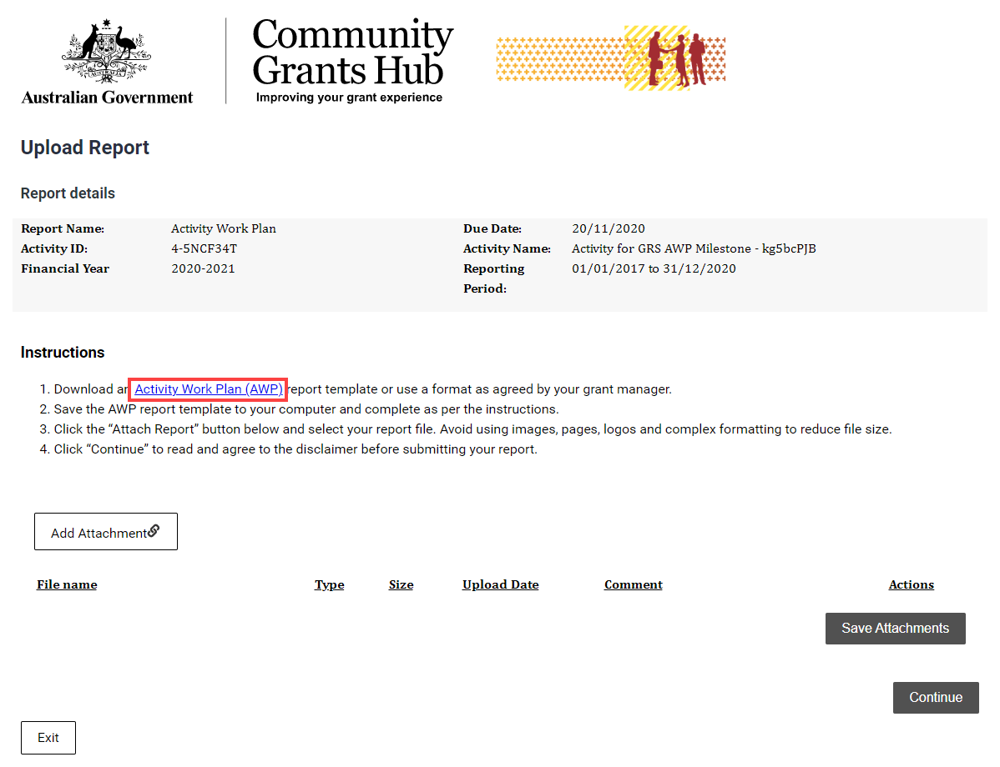 Australian Government
Community
Grants Hub
Improving your grant experience
Upload Report
Report details
Report Name: Activity Work Plan Due Date: 20/11/2020
Activity ID: 4-5NCF34T Activity Name: Activity for GRS AWP Milestone - kg5bcPJB
Financial Year 2020-2021 Reporting 01/01/2017 to 31/12/2020
Period:
Instructions
1. Download an Activity Work Plan (AWP) report template or use a format as agreed by your grant manager.
2. Save the AWP report template to your computer and complete as per the instructions.
3. Click the “Attach Report” button below and select your report file. Avoid using images, pages, logos and complex formatting to reduce file size.
4. Click “Continue” to read and agree to the disclaimer before submitting your report.
Add Attachment
File name Type Size Upload Date Comment Actions
Save Attachments
Continue
Exit